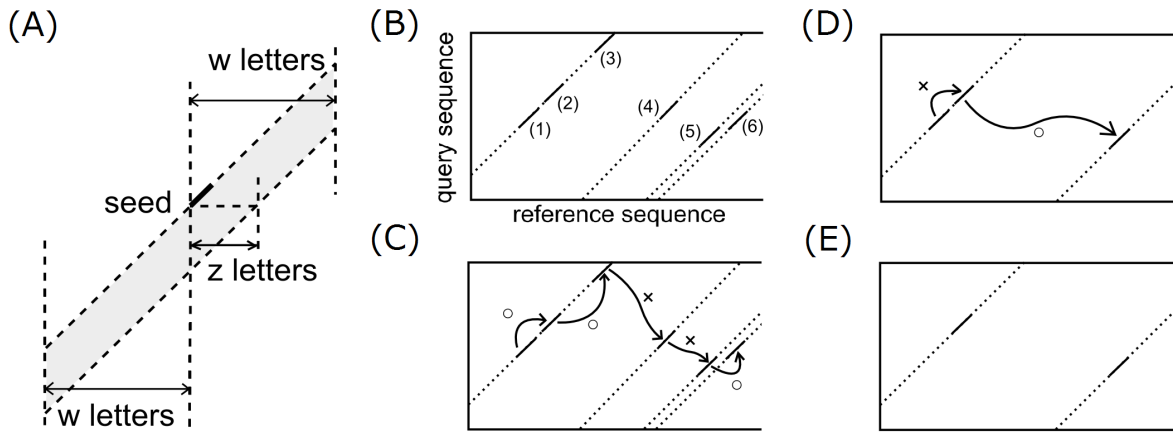 (A)
w letters
seed
z letters
w letters
(B)
query sequence
(1)
(2)
(3)
(4)
(5)
(6)
reference sequence
(C)
○
○
×
×
○
(D)
×
○
(E)